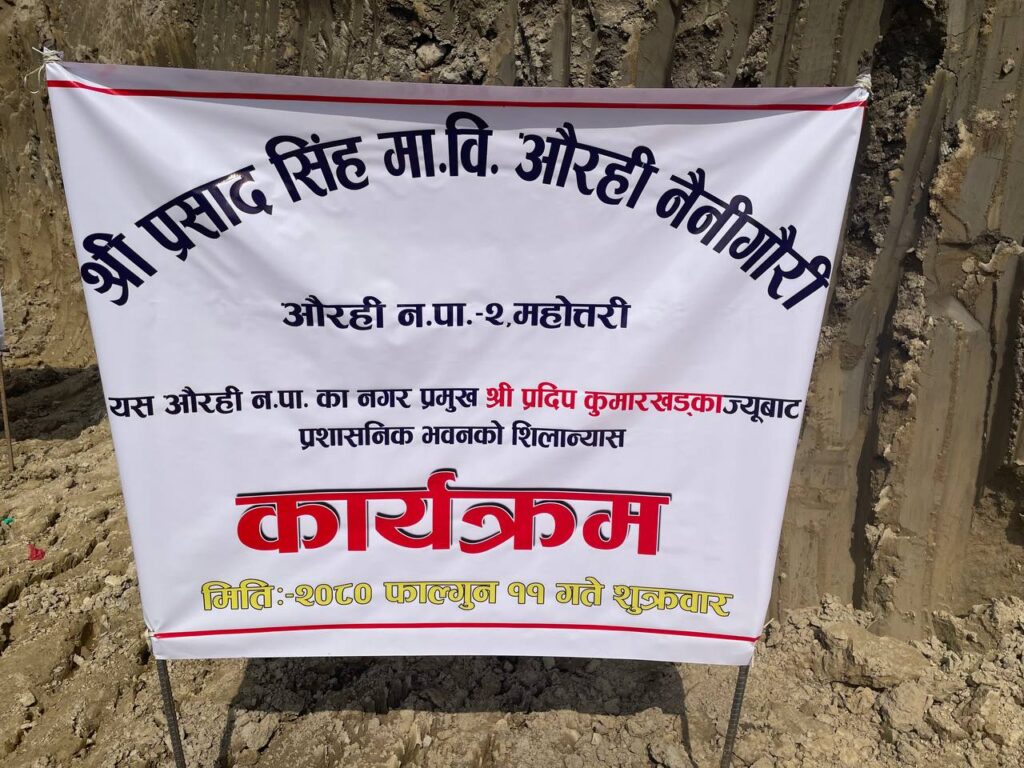 श्री प्रसाद सिंह मा.वि. औरही नैनीगौरी
औरही न.पा.-२,महोत्तरी
यस औरही न.पा. का नगर प्रमुख श्री प्रदिप कुमारखड्काज्यूबाट
प्रशासनिक भवनको शिलान्यास
कार्यक्रम
मितिः-२०८० फाल्गुन ११ गते शुक्रवार